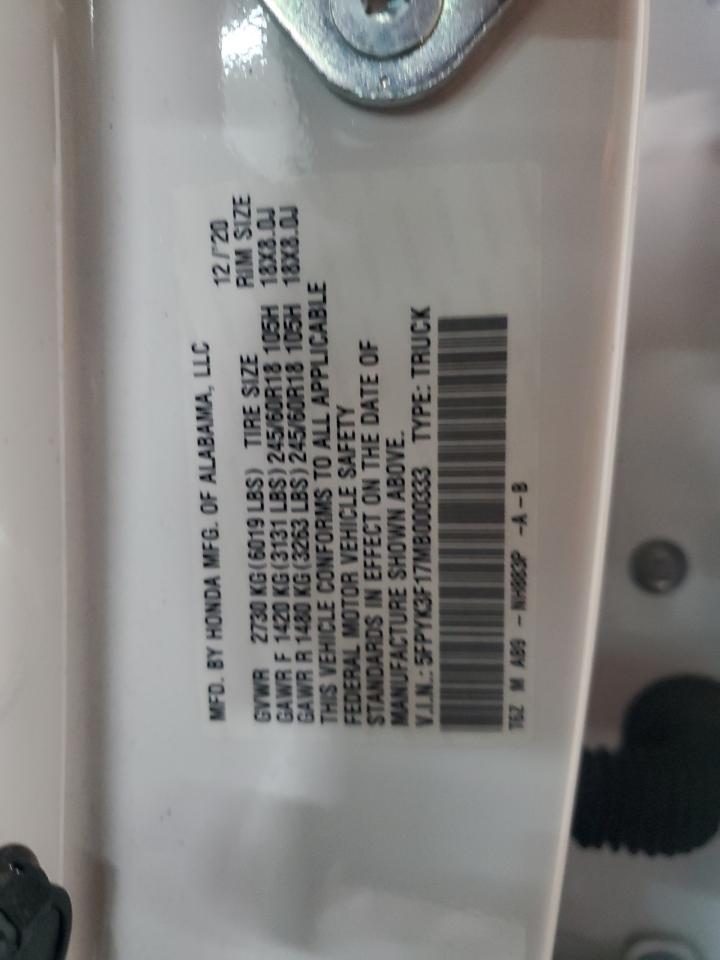 MFD. BY HONDA MFG. OF ALABAMA, LLC 12/'20
GVWR 2730 KG(6019 LBS) TIRE SIZE RIM SIZE
GAWR F 1420 KG(3131 LBS)245/60R18 105H 18X8.0J
GAWR R 1480 KG(3263 LBS)245/60R18 105H 18X8.0J
THIS VEHICLE CONFORMS TO ALL APPLICABLE
FEDERAL MOTOR VEHICLE SAFETY
STANDARDS IN EFFECT ON THE DATE OF
MANUFACTURE SHOWN ABOVE.
V.I.N.: 5FPYK3F17MB000333 TYPE: TRUCK
T6Z M A89 - NH883P -A-B